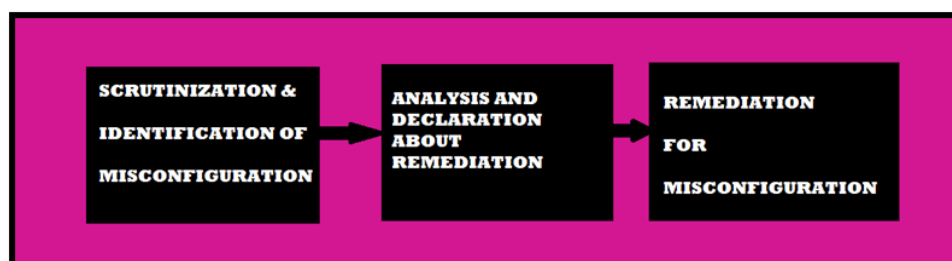 SCRUTINIZATION &
IDENTIFICATION OF
MISCONFIGURATION
ANALYSIS AND
DECLARATION
ABOUT
REMEDIATION
REMEDIATION
FOR
MISCONFIGURATION